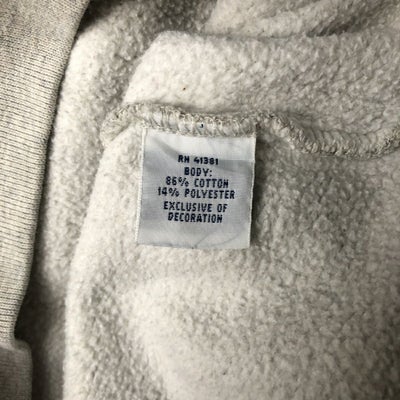 RN 41381
BODY:
86% COTTON
14% POLYESTER
EXCLUSIVE OF
DECORATION